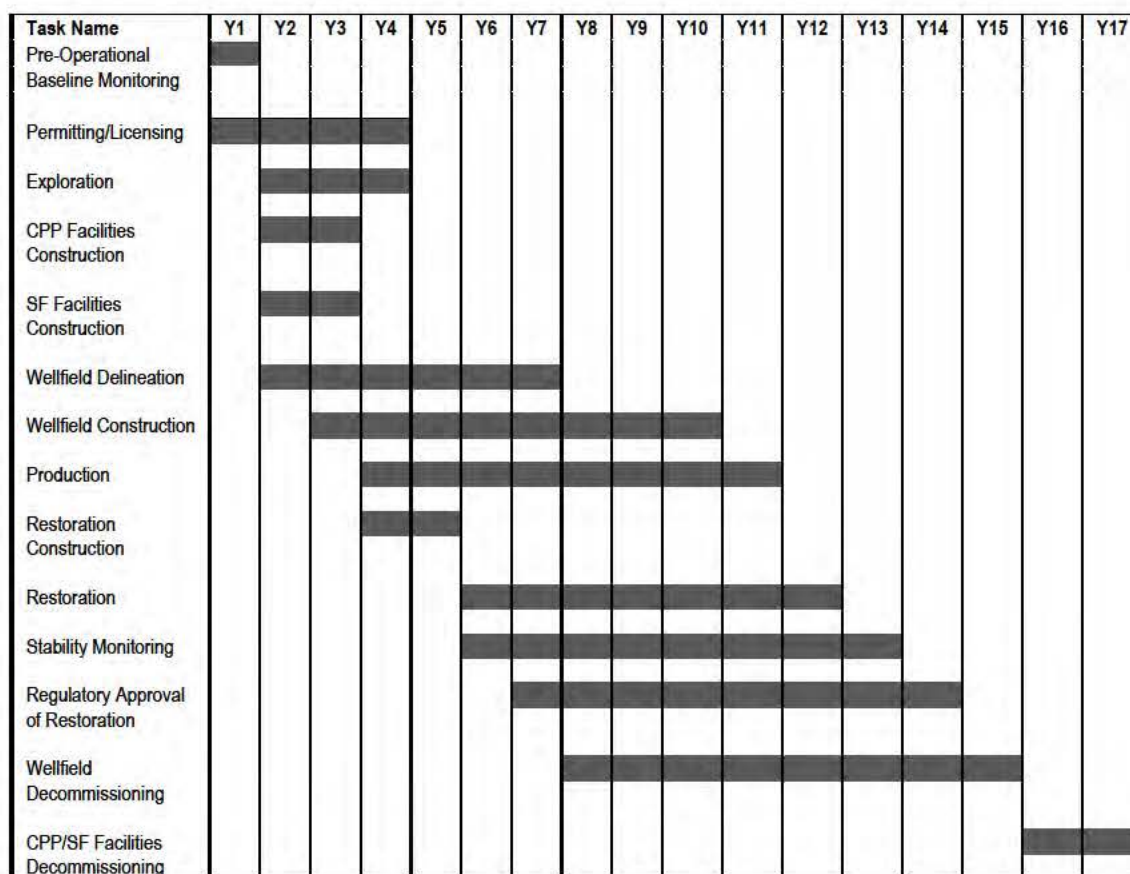 Task Name Y1 Y2 Y3 Y4 Y5 Y6 Y7 Y8 Y9 Y10 Y11 Y12 Y13 Y14 Y15 Y16 Y17
Pre-Operational
Baseline Monitoring
Permitting/Licensing
Exploration
CPP Facilities
Construction
SF Facilities
Construction
Wellfield Delineation
Wellfield Construction
Production
Restoration
Construction
Restoration
Stability Monitoring
Regulatory Approval
of Restoration
Wellfield
Decommissioning
CPP/SF Facilities
Decommissioning